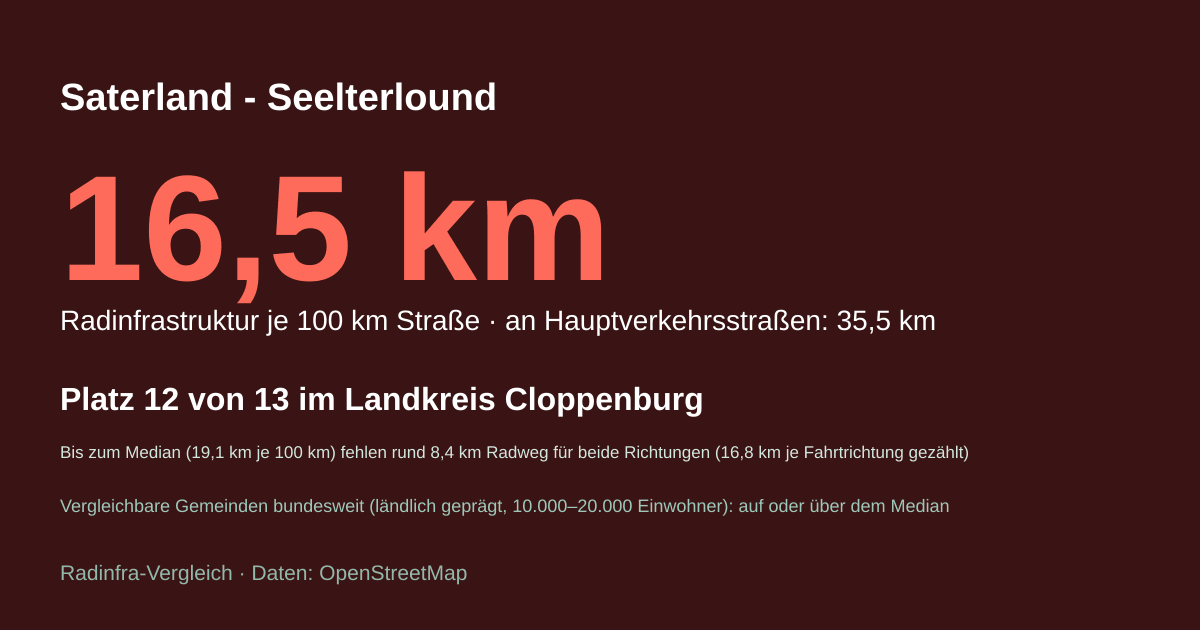 Saterland - Seelterlound
16,5 km
Radinfrastruktur je 100 km Straße · an Hauptverkehrsstraßen: 35,5 km
Platz 12 von 13 im Landkreis Cloppenburg
Bis zum Median (19,1 km je 100 km) fehlen rund 8,4 km Radweg für beide Richtungen (16,8 km je Fahrtrichtung gezählt)
Vergleichbare Gemeinden bundesweit (ländlich geprägt, 10.000–20.000 Einwohner): auf oder über dem Median
Radinfra-Vergleich · Daten: OpenStreetMap